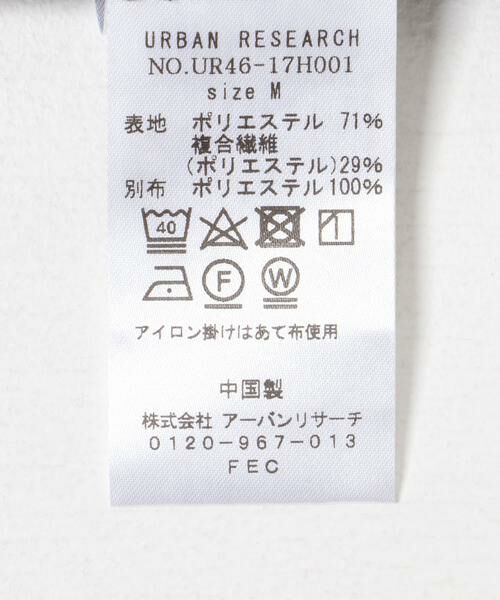 URBAN RESEARCH
NO.UR46-17H001
size M
表地 ポリエステル 71%
複合繊維
(ポリエステル)29%
別布 ポリエステル100%
40
F W
アイロン掛けはあて布使用
中国製
株式会社 アーバンリサーチ
0120-967-013
FEC